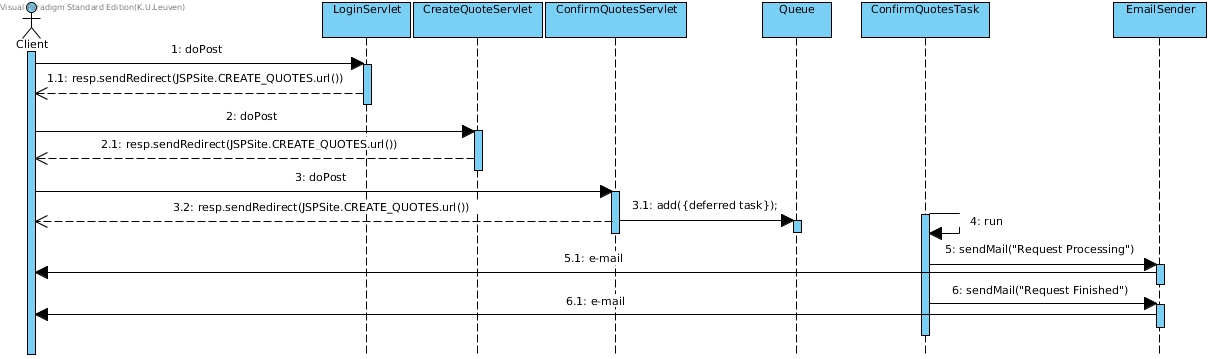 Visual Paradigm Standard Edition(K.U.Leuven)
LoginServlet
CreateQuoteServlet
ConfirmQuotesServlet
Queue
ConfirmQuotesTask
EmailSender
Client
1: doPost
1.1: resp.sendRedirect(JSPSite.CREATE_QUOTES.url())
2: doPost
2.1: resp.sendRedirect(JSPSite.CREATE_QUOTES.url())
3: doPost
3.2: resp.sendRedirect(JSPSite.CREATE_QUOTES.url())
3.1: add({deferred task});
4: run
5: sendMail("Request Processing")
5.1: e-mail
6: sendMail("Request Finished")
6.1: e-mail